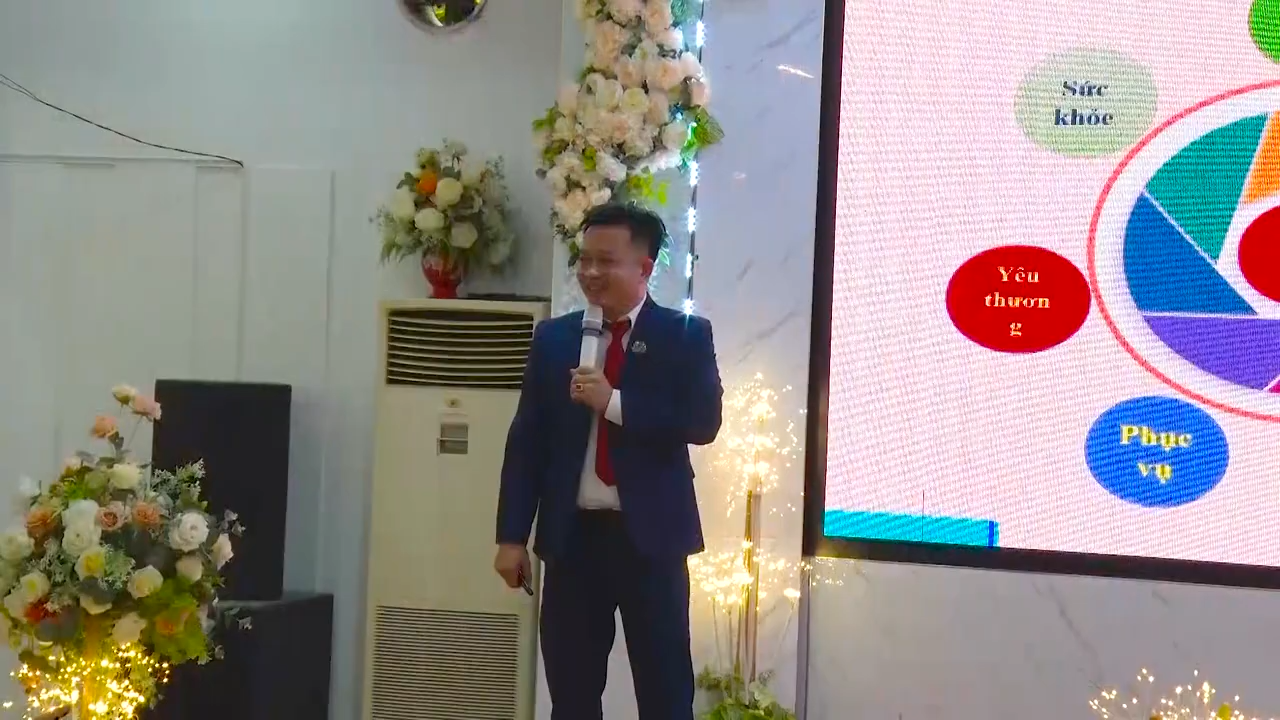 Sức
khỏe
Yêu
thươn
g
Phục
vụ